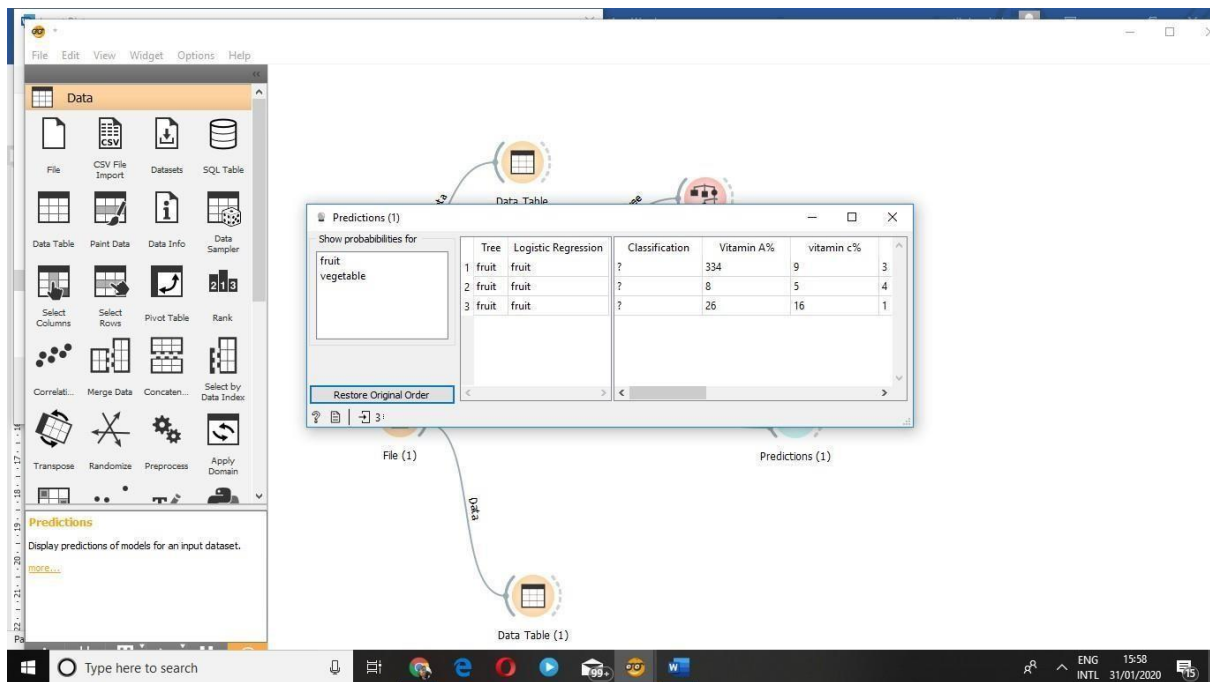 File Edit View Widget Options Help
Data
File CSV File Import Datasets SQL Table
Data Table Paint Data Data Info Data Sampler
Select Columns Select Rows Pivot Table Rank
Correlati... Merge Data Concaten... Select by Data Index
Transpose Randomize Preprocess Apply Domain
Predictions
Display predictions of models for an input dataset.
more...
Data
Data Table
Predictions (1)
Show probabibilities for
fruit
vegetable
Restore Original Order
3
Tree Logistic Regression Classification Vitamin A% vitamin c%
1 fruit fruit ? 334 9 3
2 fruit fruit ? 8 5 4
3 fruit fruit ? 26 16 1
File (1)
Predictions (1)
Data
Data Table (1)
Type here to search
99+
ENG 15:58
INTL 31/01/2020
15